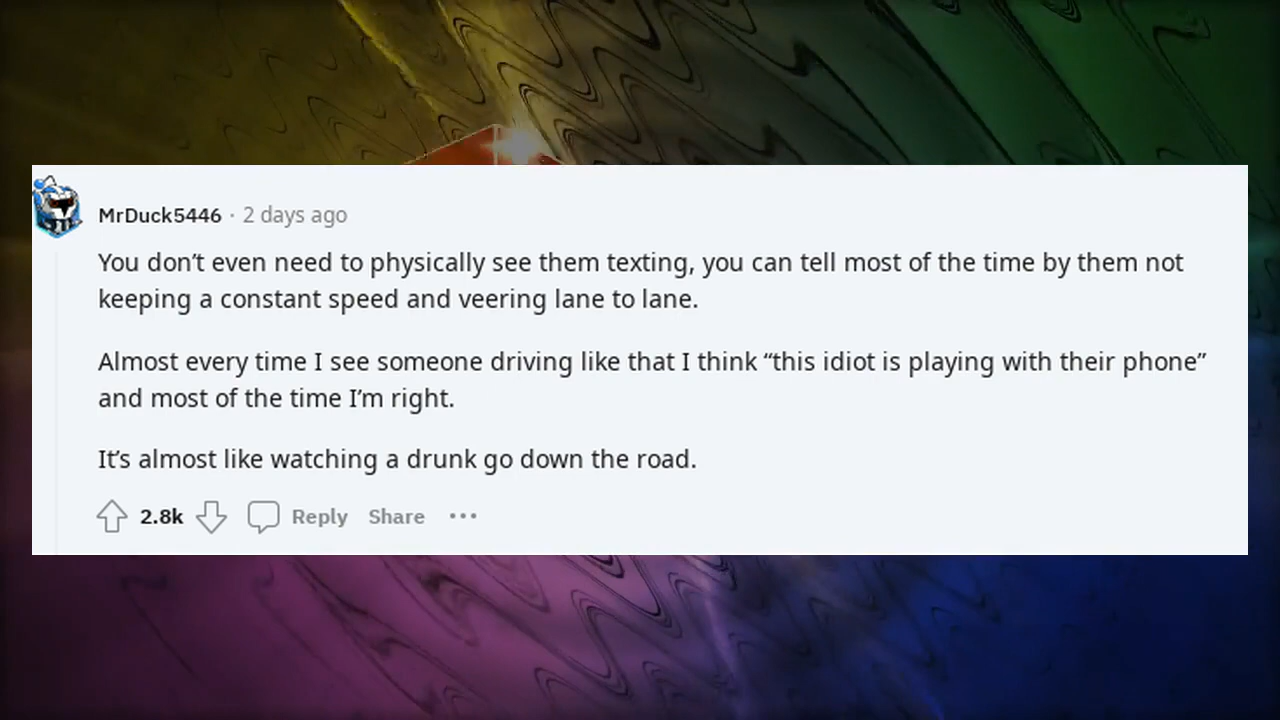 MrDuck5446 · 2 days ago
You don’t even need to physically see them texting, you can tell most of the time by them not
keeping a constant speed and veering lane to lane.
Almost every time I see someone driving like that I think “this idiot is playing with their phone”
and most of the time I’m right.
It’s almost like watching a drunk go down the road.
2.8k Reply Share ···